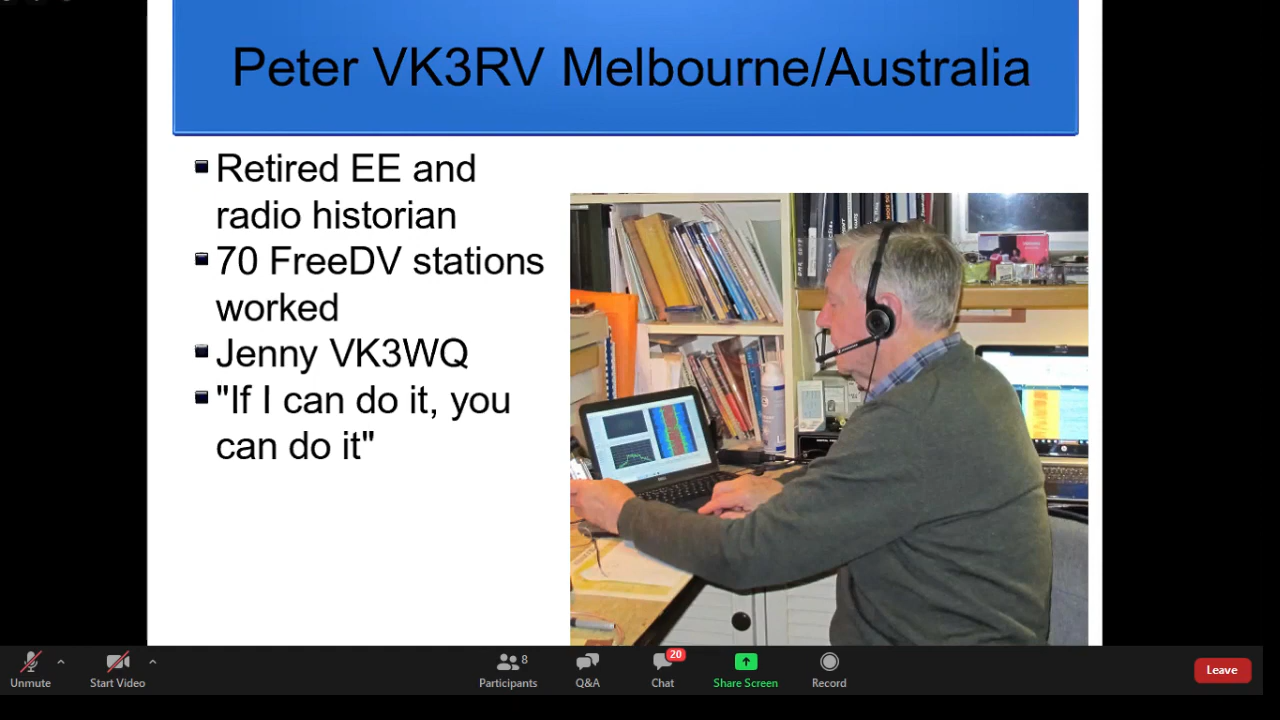 Peter VK3RV Melbourne/Australia
Retired EE and
radio historian
70 FreeDV stations
worked
Jenny VK3WQ
"If I can do it, you
can do it"
Unmute
Start Video
8
Participants
Q&A
20
Chat
Share Screen
Record
Leave